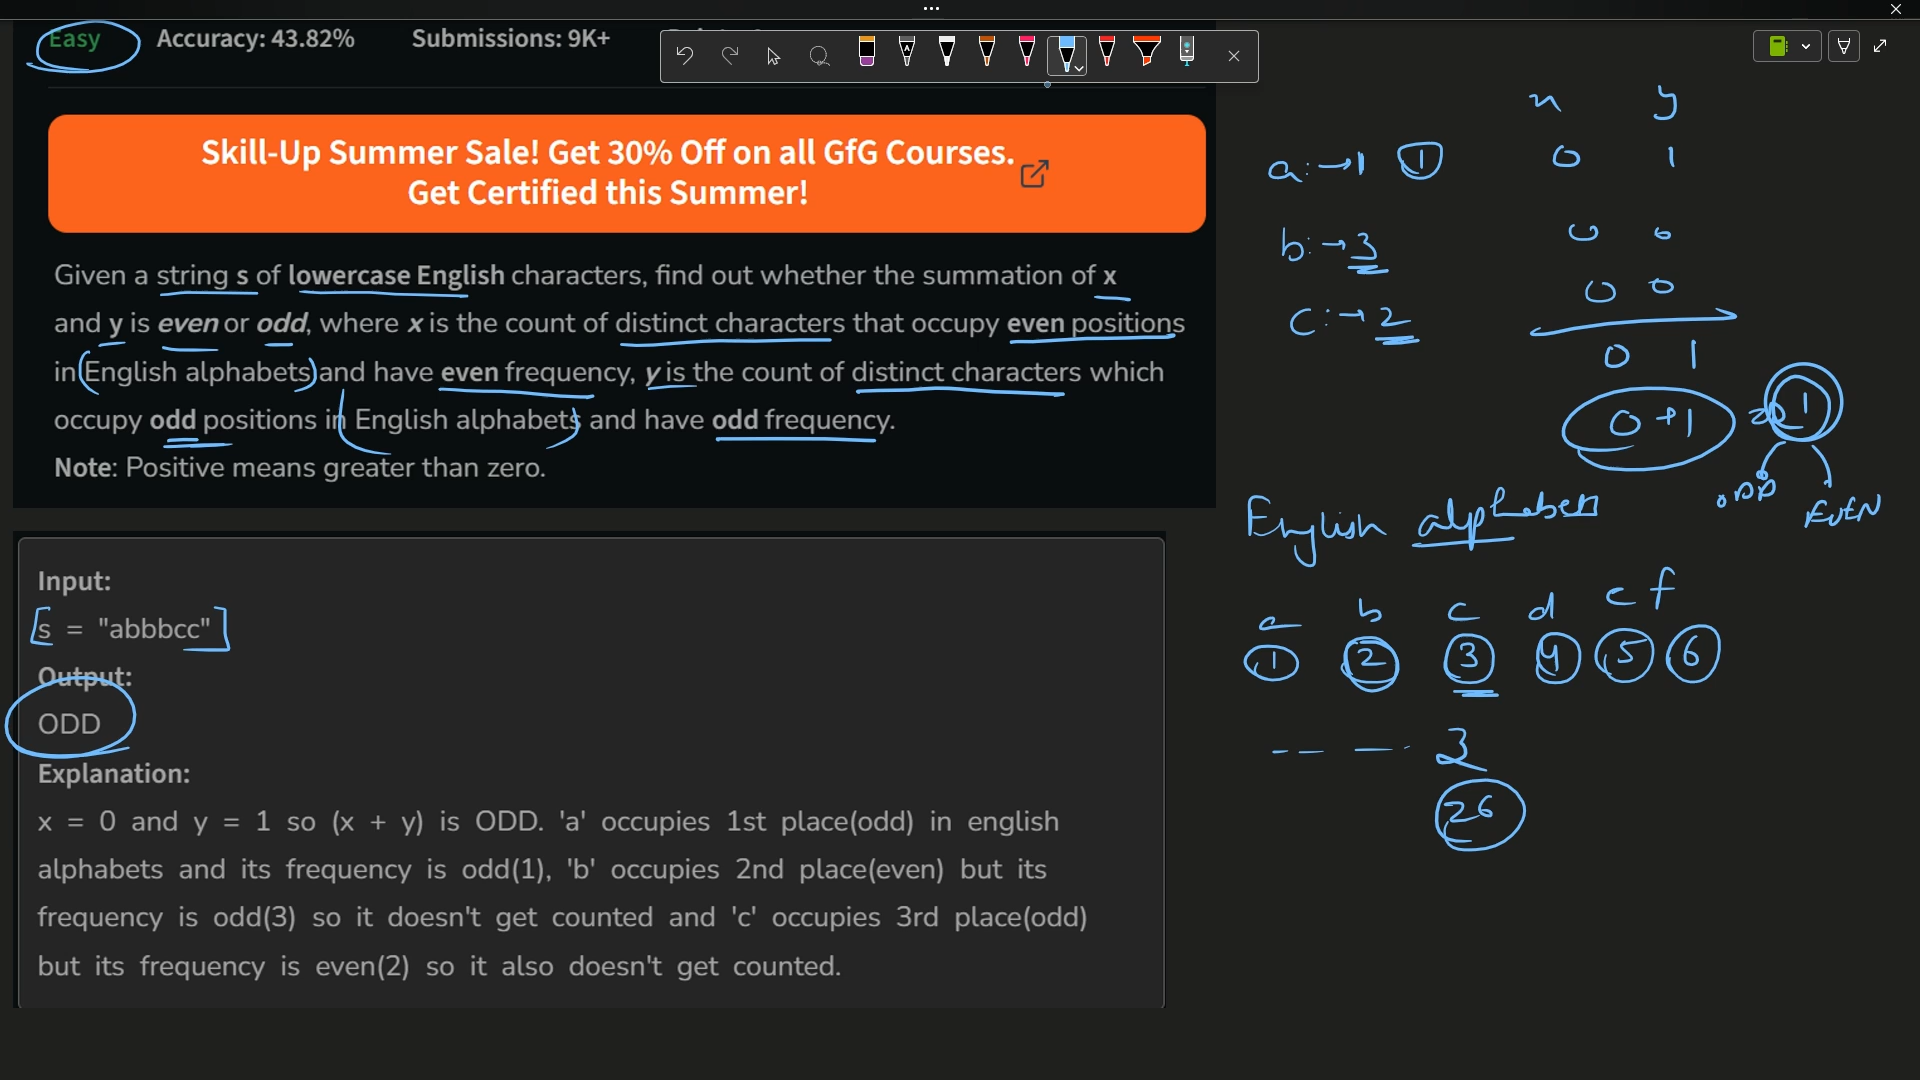 Easy Accuracy: 43.82% Submissions: 9K+
Skill-Up Summer Sale! Get 30% Off on all GfG Courses.
Get Certified this Summer!
Given a string s of lowercase English characters, find out whether the summation of x
and y is even or odd, where x is the count of distinct characters that occupy even positions
in English alphabets and have even frequency, y is the count of distinct characters which
occupy odd positions in English alphabets and have odd frequency.
Note: Positive means greater than zero.
Input:
s = "abbbcc"
Output:
ODD
Explanation:
x = 0 and y = 1 so (x + y) is ODD. 'a' occupies 1st place(odd) in english
alphabets and its frequency is odd(1), 'b' occupies 2nd place(even) but its
frequency is odd(3) so it doesn't get counted and 'c' occupies 3rd place(odd)
but its frequency is even(2) so it also doesn't get counted.
x y
a: → 1 1 0 1
b: → 3 0 0
c: → 2 0 0
0 1
0 + 1 1
ODD EVEN
English alphabets
a b c d e f
1 2 3 4 5 6
26